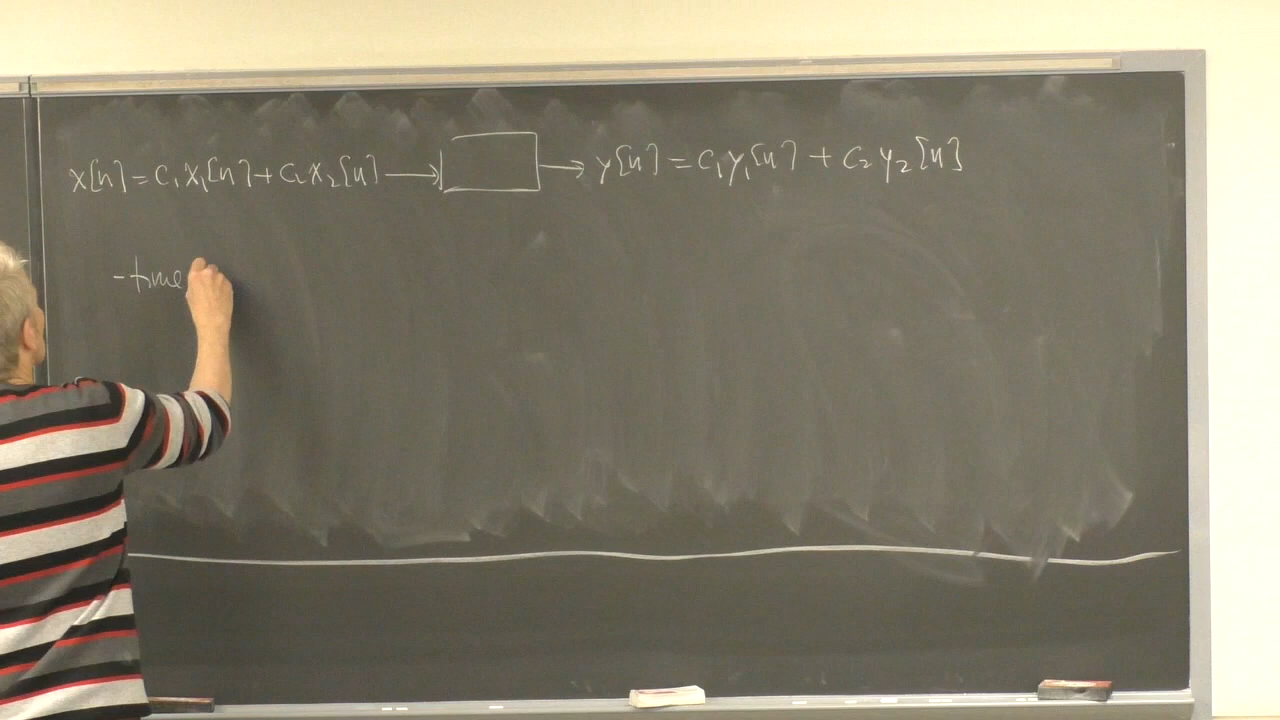 x[n] = c₁x₁[n] + c₂x₂[n] → → y[n] = c₁y₁[n] + c₂y₂[n]
- time